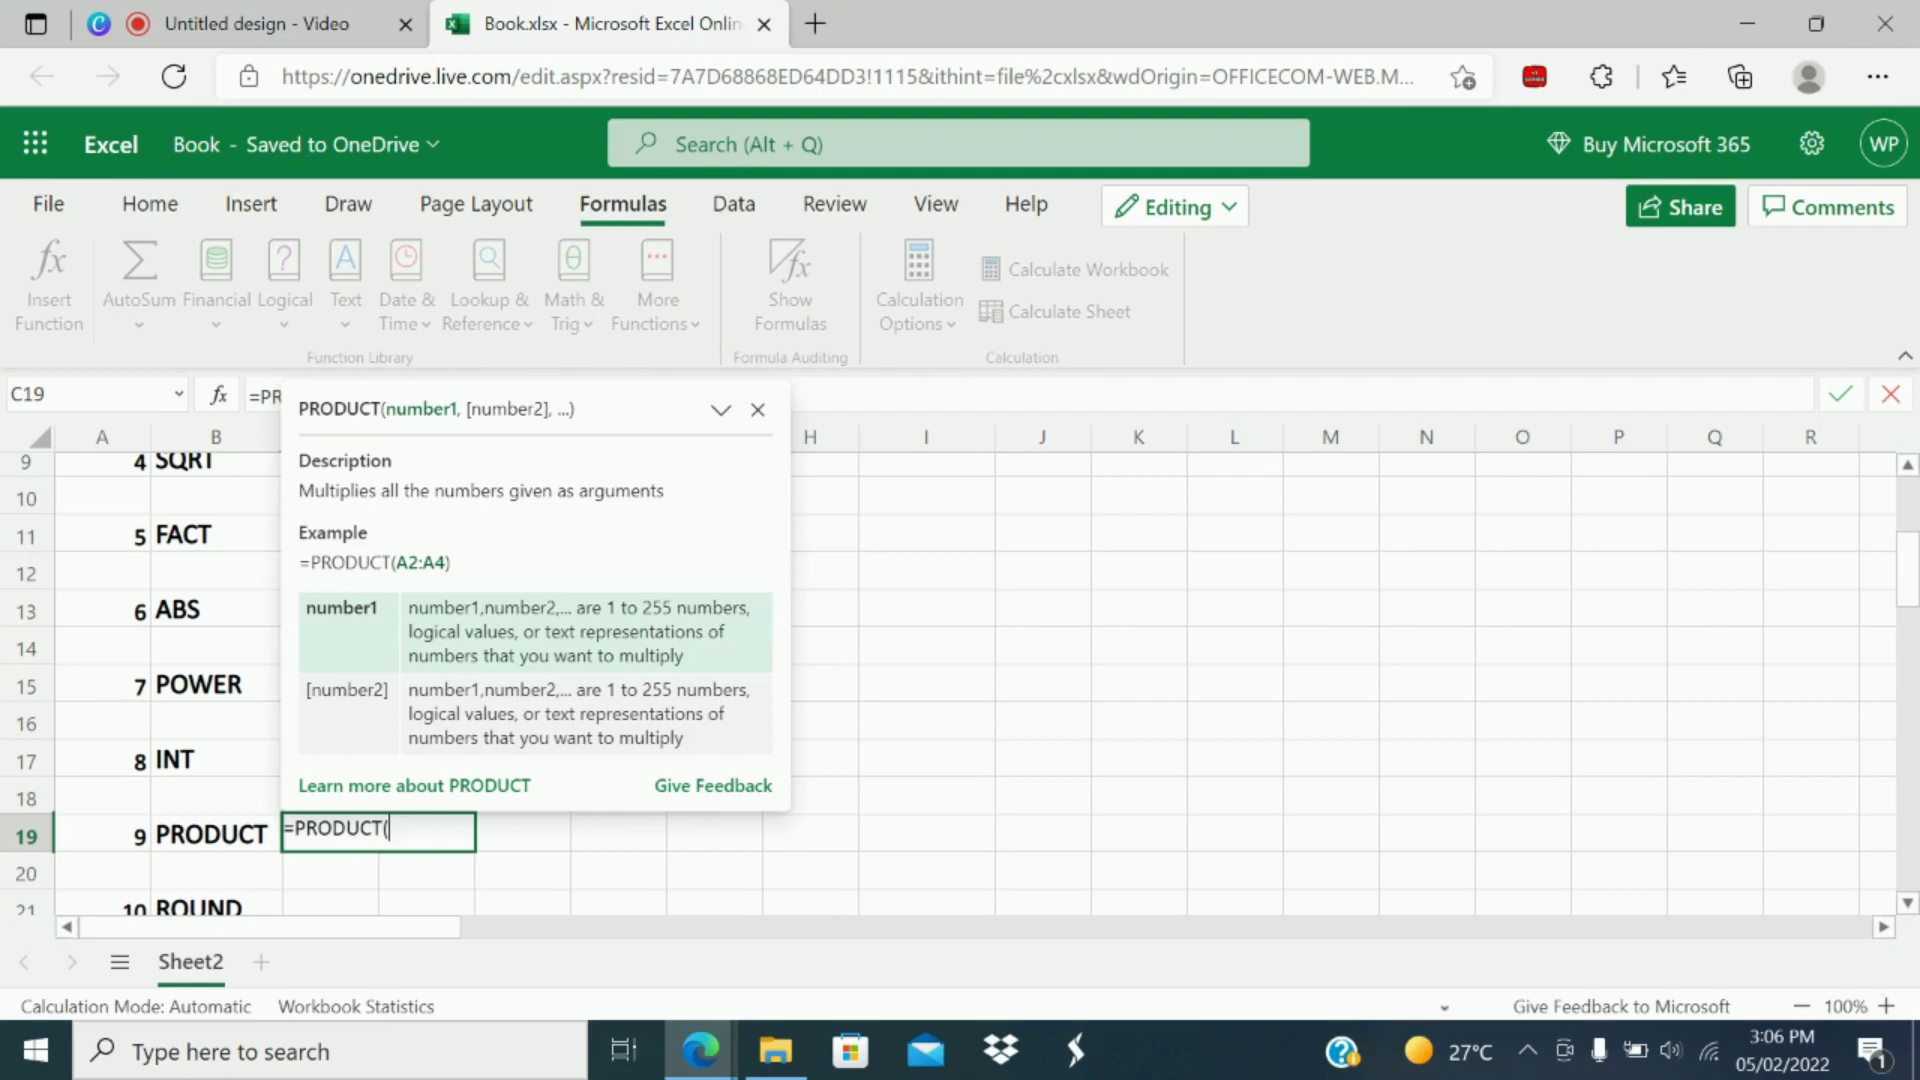 Untitled design - Video
Book.xlsx - Microsoft Excel Onlin
https://onedrive.live.com/edit.aspx?resid=7A7D68868ED64DD3!1115&ithint=file%2cxlsx&wdOrigin=OFFICECOM-WEB.M...
Excel
Book - Saved to OneDrive
Search (Alt + Q)
Buy Microsoft 365
WP
File Home Insert Draw Page Layout Formulas Data Review View Help
Editing
Share
Comments
Insert Function
AutoSum
Financial
Logical
Text
Date & Time
Lookup & Reference
Math & Trig
More Functions
Show Formulas
Calculation Options
Calculate Workbook
Calculate Sheet
Function Library
Formula Auditing
Calculation
C19
fx
=PR
PRODUCT(number1, [number2], ...)
Description
Multiplies all the numbers given as arguments
Example
=PRODUCT(A2:A4)
number1
number1,number2,... are 1 to 255 numbers,
logical values, or text representations of
numbers that you want to multiply
[number2]
number1,number2,... are 1 to 255 numbers,
logical values, or text representations of
numbers that you want to multiply
Learn more about PRODUCT
Give Feedback
A B H I J K L M N O P Q R
9 4 SQRT
10
11 5 FACT
12
13 6 ABS
14
15 7 POWER
16
17 8 INT
18
19 9 PRODUCT =PRODUCT(
20
21 10 ROUND
Sheet2
Calculation Mode: Automatic
Workbook Statistics
Give Feedback to Microsoft
100%
Type here to search
27°C
3:06 PM
05/02/2022
1